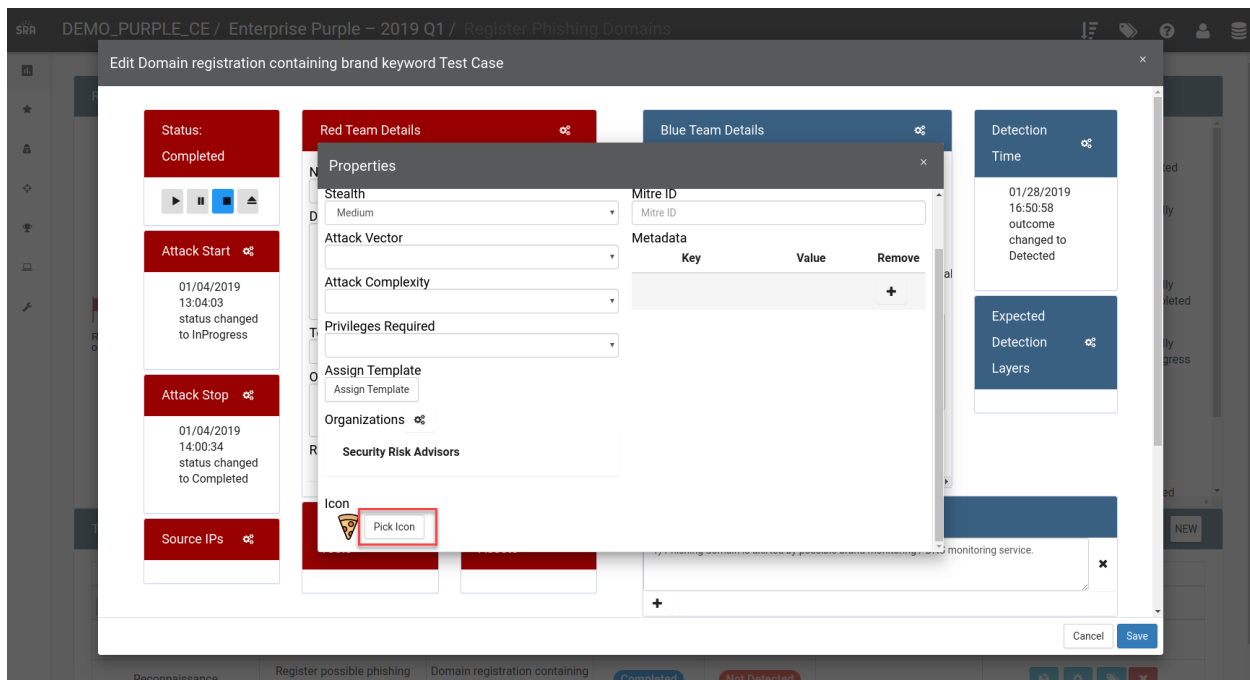 SRA
DEMO_PURPLE_CE / Enterprise Purple – 2019 Q1 / Register Phishing Domains
Edit Domain registration containing brand keyword Test Case
×
Status:
Completed
Attack Start
01/04/2019
13:04:03
status changed
to InProgress
Attack Stop
01/04/2019
14:00:34
status changed
to Completed
Source IPs
Red Team Details
Blue Team Details
Detection
Time
01/28/2019
16:50:58
outcome
changed to
Detected
Expected
Detection
Layers
Properties
×
Stealth
Medium
Attack Vector
Attack Complexity
Privileges Required
Assign Template
Assign Template
Organizations
Security Risk Advisors
Icon
Pick Icon
Mitre ID
Mitre ID
Metadata
Key Value Remove
+
monitoring service.
+
Cancel Save
NEW
Reconnaissance
Register possible phishing
Domain registration containing
Completed
Not Detected